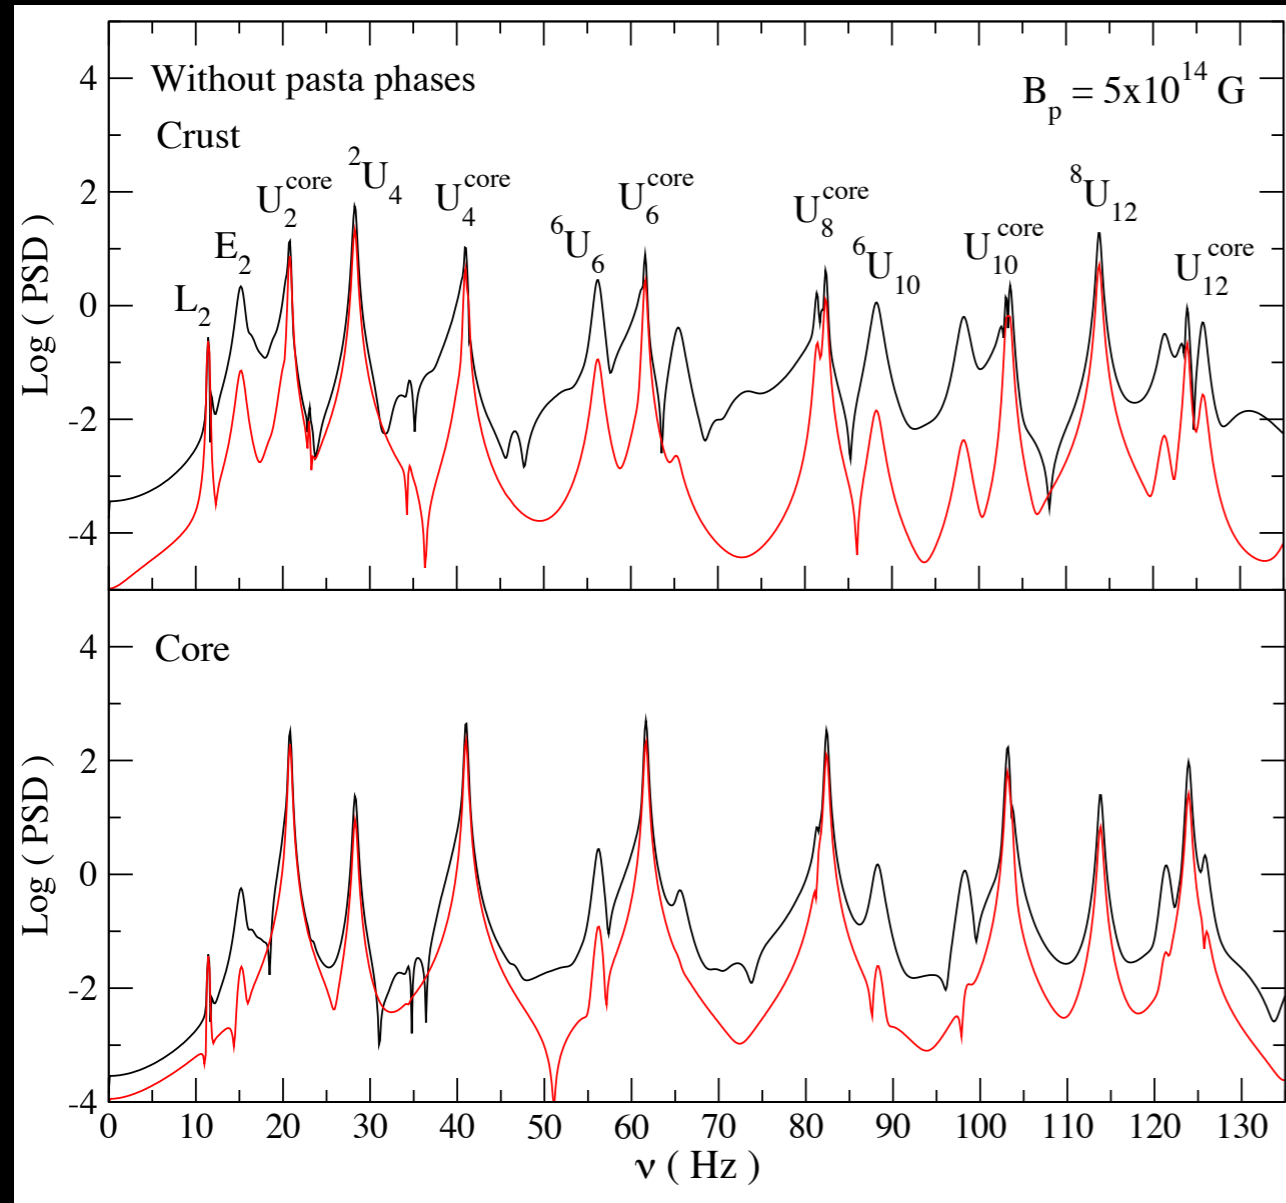 Without pasta phases
B_p = 5x10^14 G
Crust
L_2
E_2
U_2^core
^2U_4
U_4^core
^6U_6
U_6^core
U_8^core
^6U_10
U_10^core
^8U_12
U_12^core
Log ( PSD )
4
2
0
-2
-4
Core
Log ( PSD )
4
2
0
-2
-4
0 10 20 30 40 50 60 70 80 90 100 110 120 130
ν ( Hz )